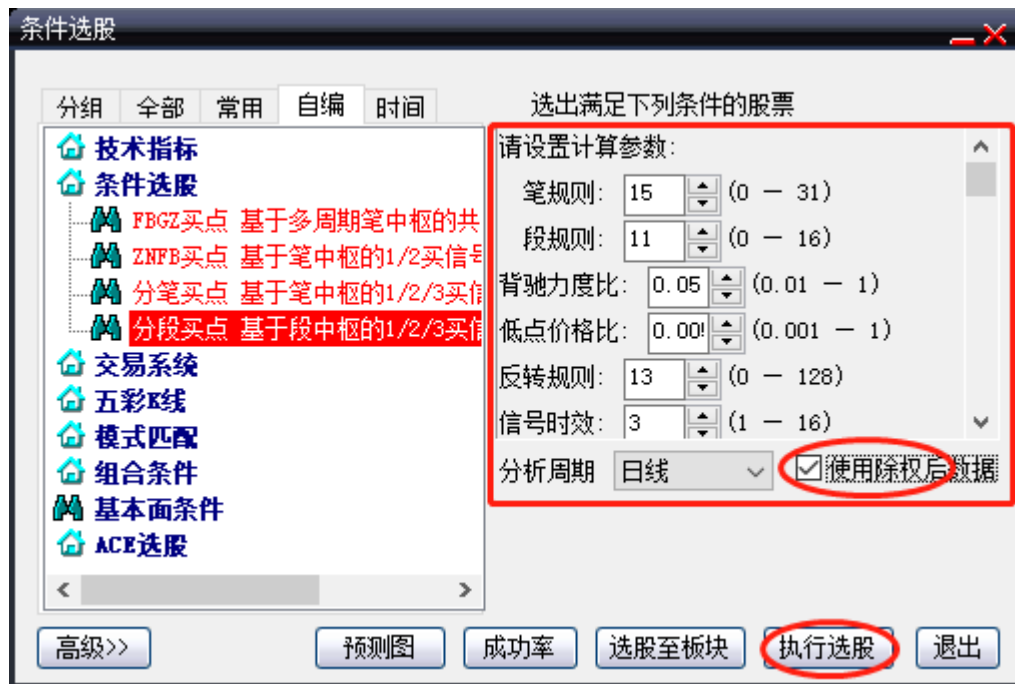 条件选股
分组 全部 常用 自编 时间
选出满足下列条件的股票
技术指标
条件选股
FBGZ买点 基于多周期笔中枢的共
ZNFB买点 基于笔中枢的1/2买信号
分笔买点 基于笔中枢的1/2/3买信
分段买点 基于段中枢的1/2/3买信
交易系统
五彩K线
模式匹配
组合条件
基本面条件
ACE选股
请设置计算参数:
笔规则: 15 (0 — 31)
段规则: 11 (0 — 16)
背驰力度比: 0.05 (0.01 — 1)
低点价格比: 0.00 (0.001 — 1)
反转规则: 13 (0 — 128)
信号时效: 3 (1 — 16)
分析周期 日线 使用除权后数据
高级>> 预测图 成功率 选股至板块 执行选股 退出